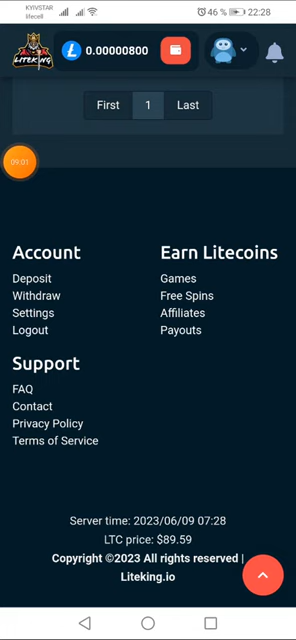 KYIVSTAR
lifecell
46 %
22:28
LITEKING
0.00000800
First 1 Last
09:01
Account
Deposit
Withdraw
Settings
Logout
Earn Litecoins
Games
Free Spins
Affiliates
Payouts
Support
FAQ
Contact
Privacy Policy
Terms of Service
Server time: 2023/06/09 07:28
LTC price: $89.59
Copyright ©2023 All rights reserved |
Liteking.io